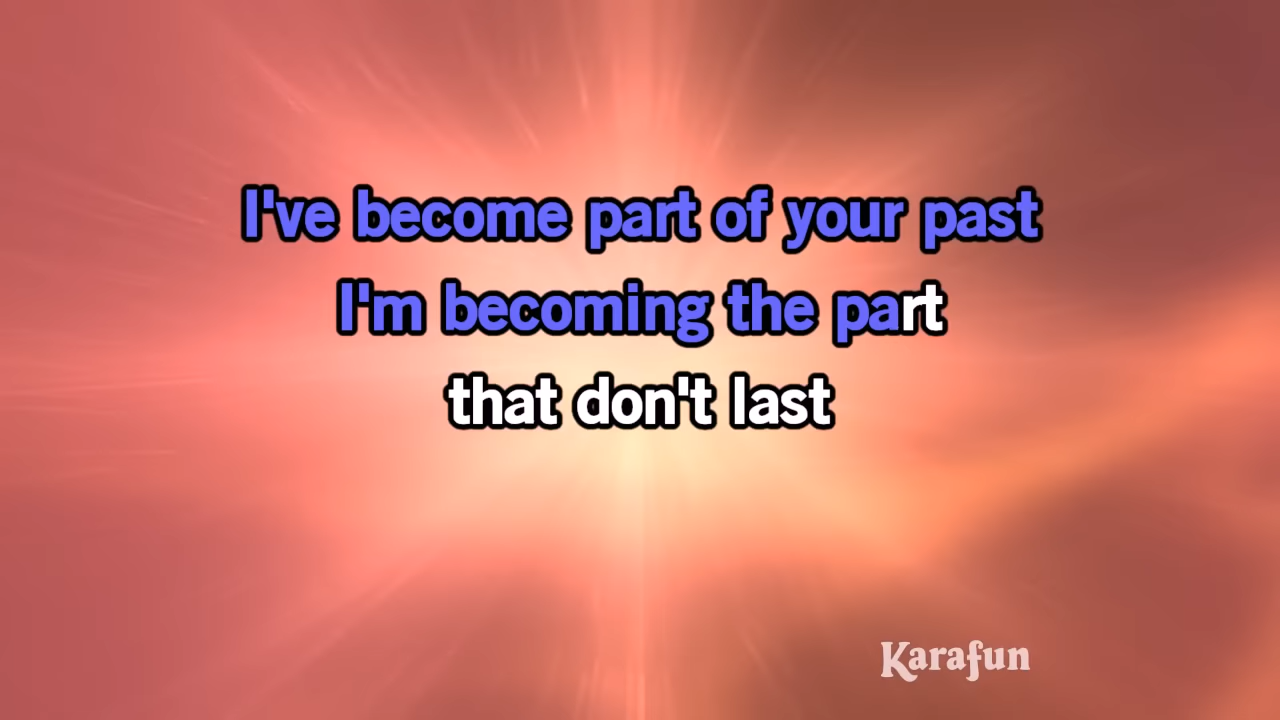 I've become part of your past
I'm becoming the part
that don't last
Karafun